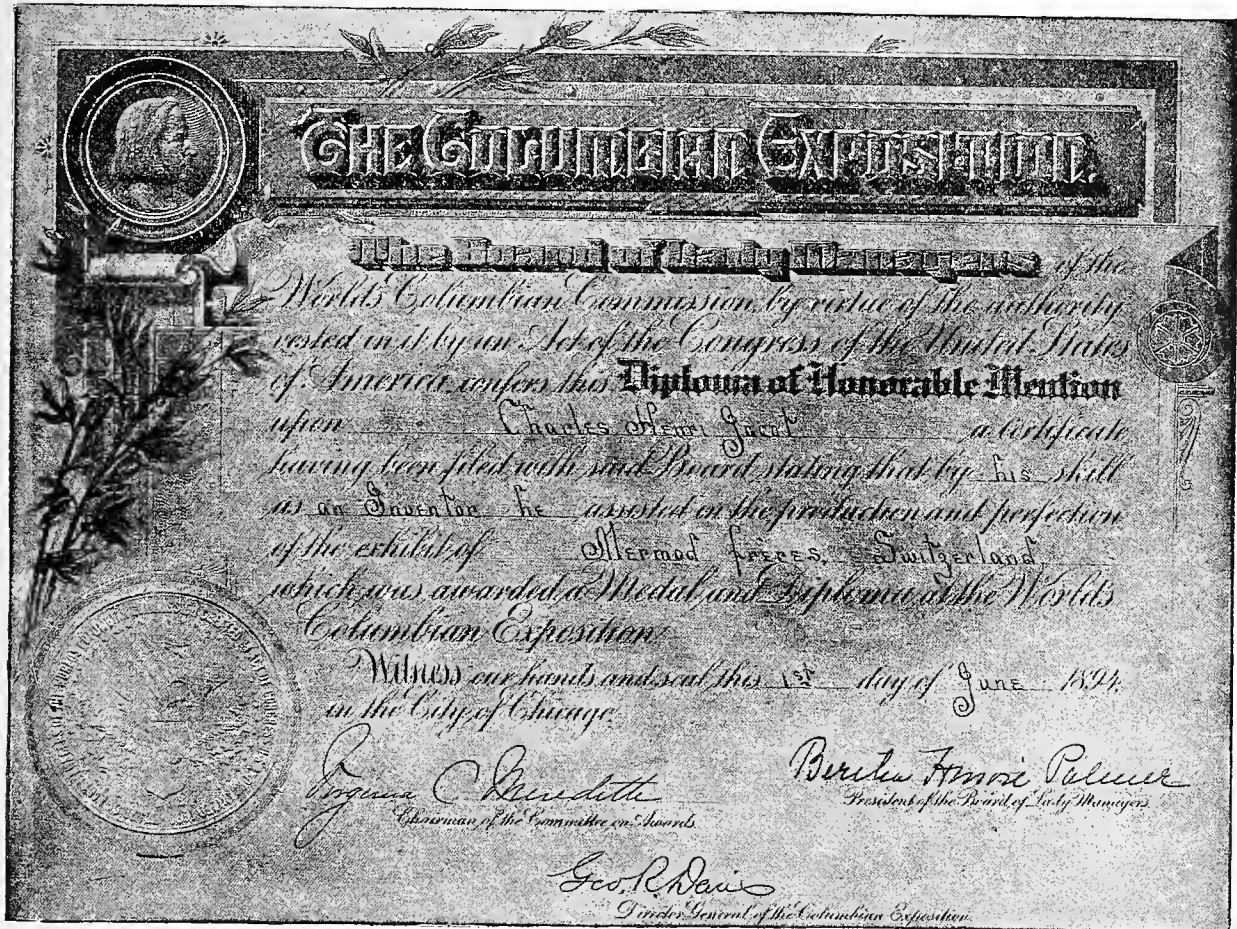 THE COLUMBIAN EXPOSITION.
The Board of Lady Managers of the
Worlds Columbian Commission, by virtue of the authority
vested in it by an Act of the Congress of the United States
of America confers this Diploma of Honorable Mention
upon Charles Henri Jacot a certificate
having been filed with said Board stating that by his skill
as an Inventor he assisted in the production and perfection
of the exhibit of Mermod Freres, Switzerland,
which was awarded a Medal and Diploma at the Worlds
Columbian Exposition
Witness our hands and seal this 1st day of June 1894.
in the City of Chicago.
Virginia C Meredith
Chairman of the Committee on Awards.
Bertha Honoré Palmer
President of the Board of Lady Managers.
Geo. R. Davis
Director General of the Columbian Exposition.